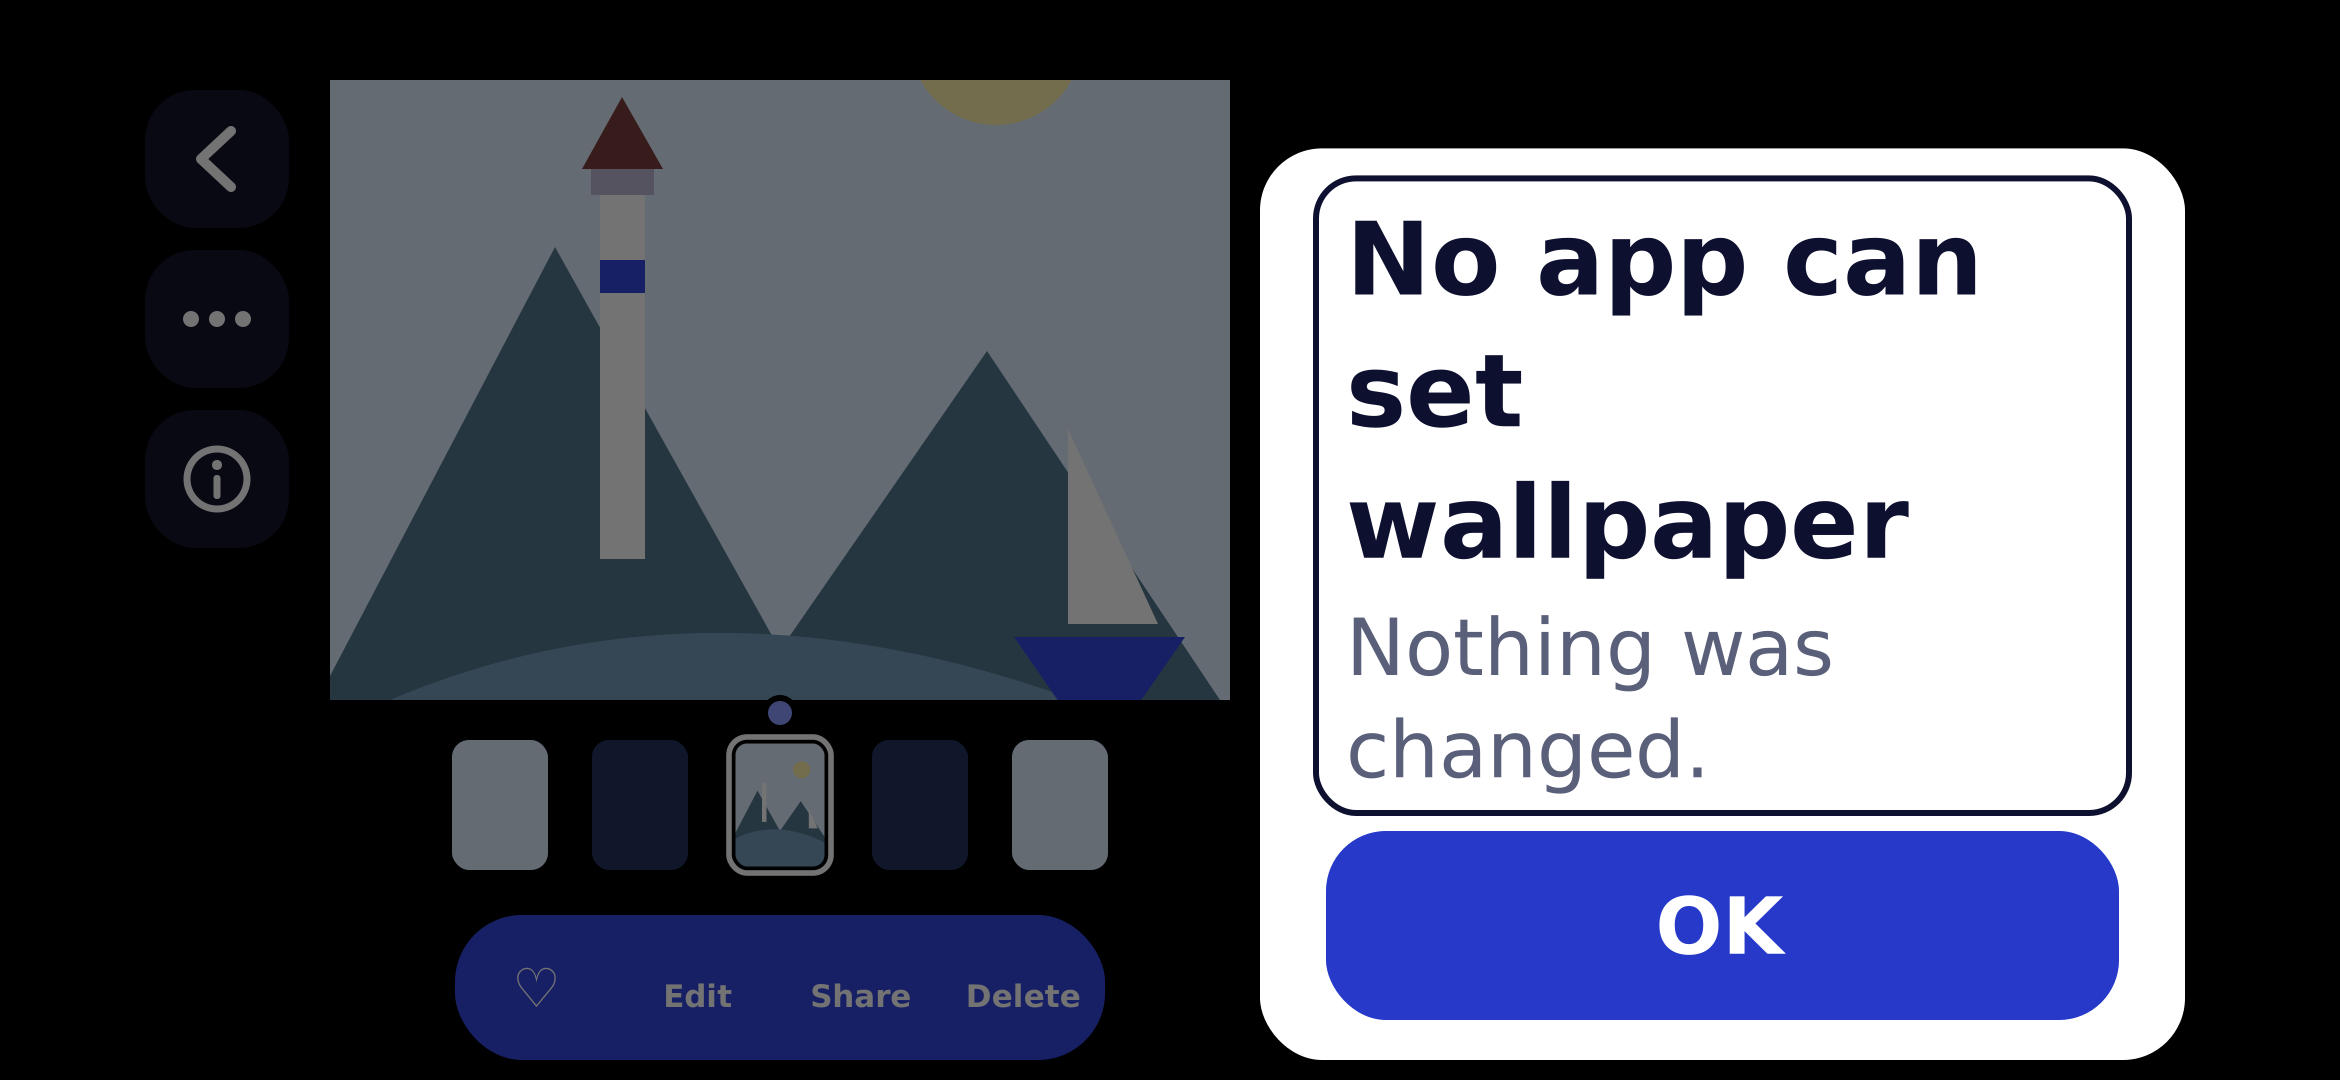 No app can
set
wallpaper
Nothing was
changed.
OK
Edit Share Delete